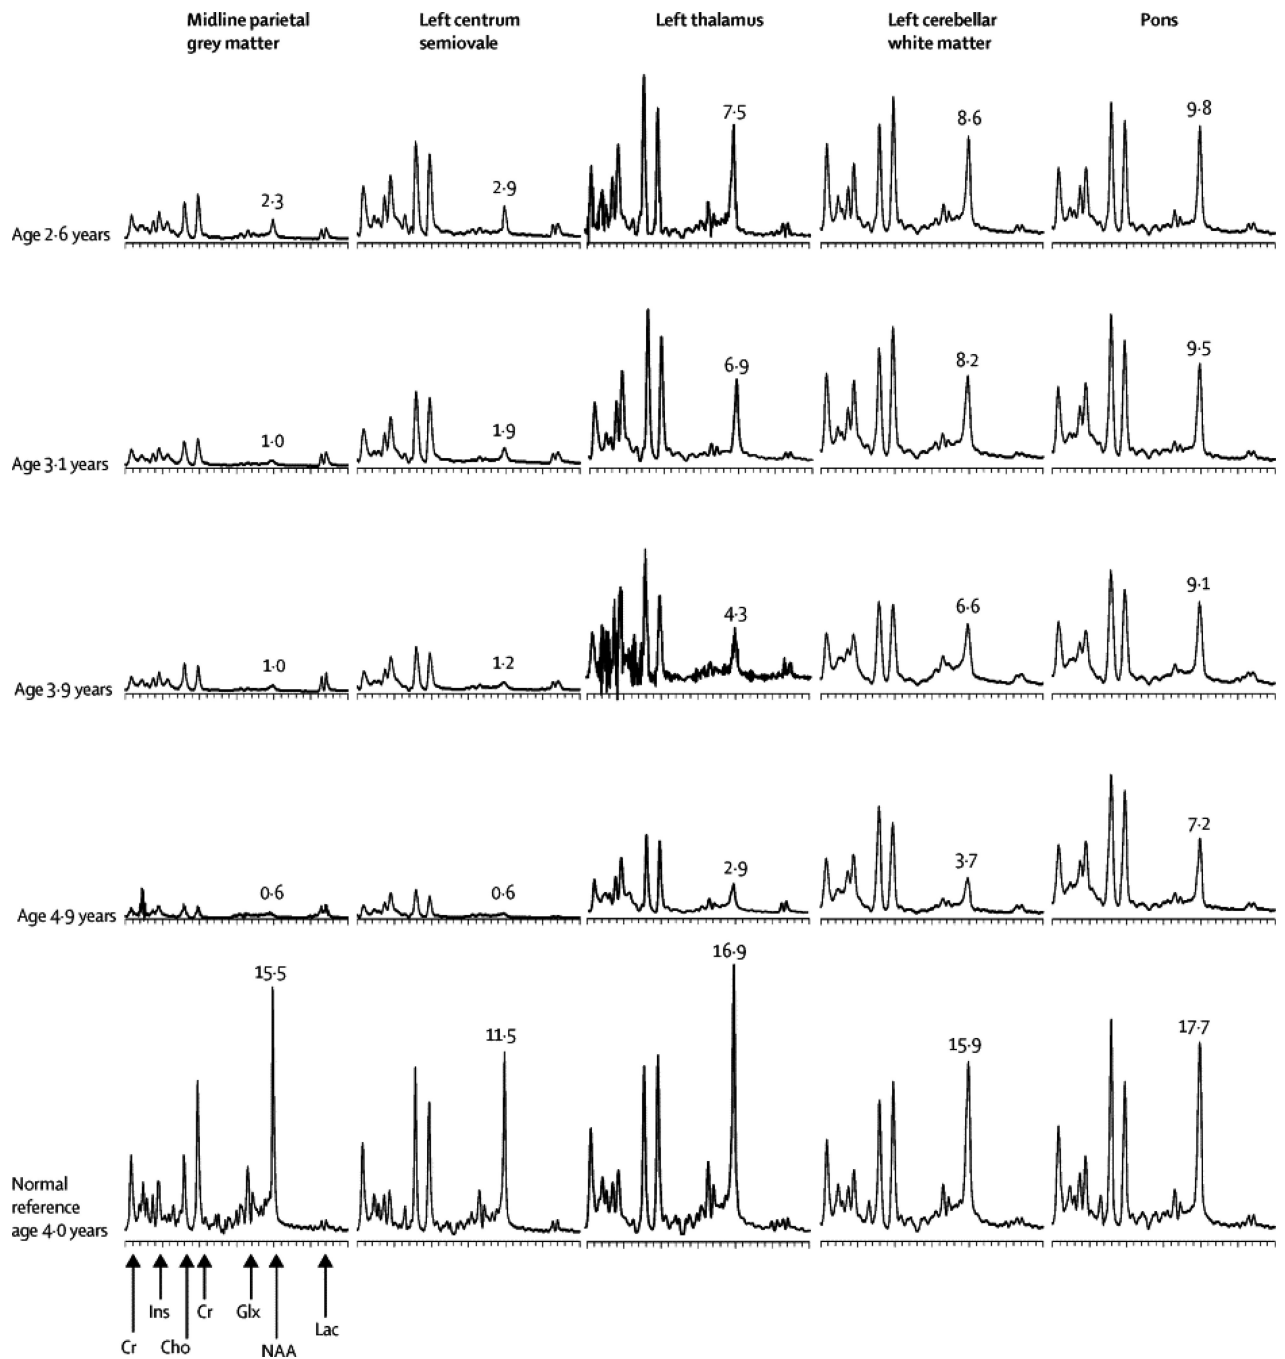 Midline parietal
grey matter
Left centrum
semiovale
Left thalamus
Left cerebellar
white matter
Pons
Age 2·6 years
2·3
2·9
7·5
8·6
9·8
Age 3·1 years
1·0
1·9
6·9
8·2
9·5
Age 3·9 years
1·0
1·2
4·3
6·6
9·1
Age 4·9 years
0·6
0·6
2·9
3·7
7·2
Normal
reference
age 4·0 years
15·5
11·5
16·9
15·9
17·7
Cr
Ins
Cho
Cr
Glx
NAA
Lac